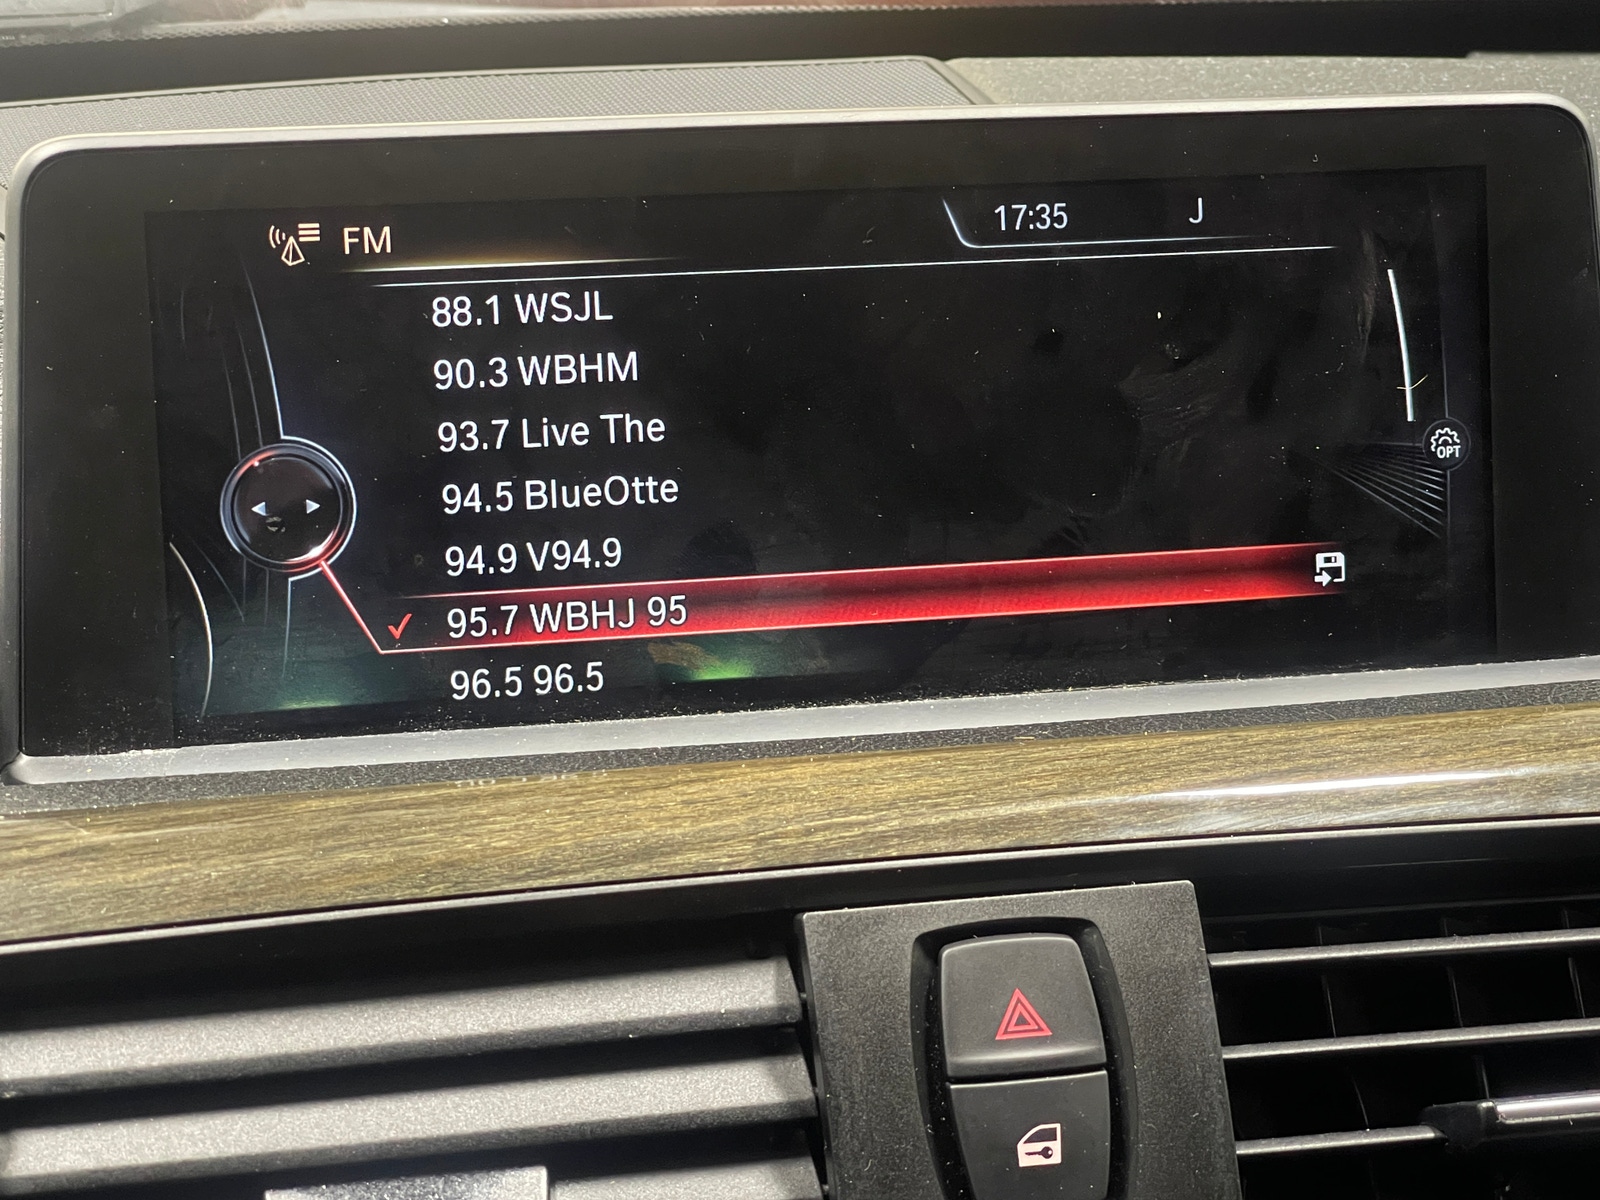 FM
17:35 J
88.1 WSJL
90.3 WBHM
93.7 Live The
94.5 BlueOtte
94.9 V94.9
95.7 WBHJ 95
96.5 96.5
OPT